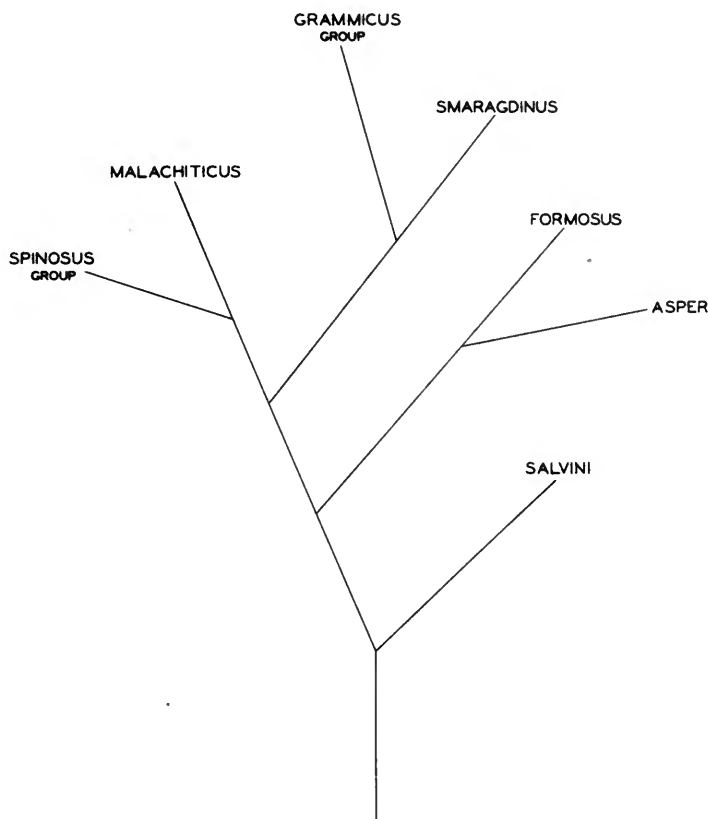 GRAMMICUS
GROUP
SMARAGDINUS
MALACHITICUS
FORMOSUS
SPINOSUS
GROUP
ASPER
SALVINI